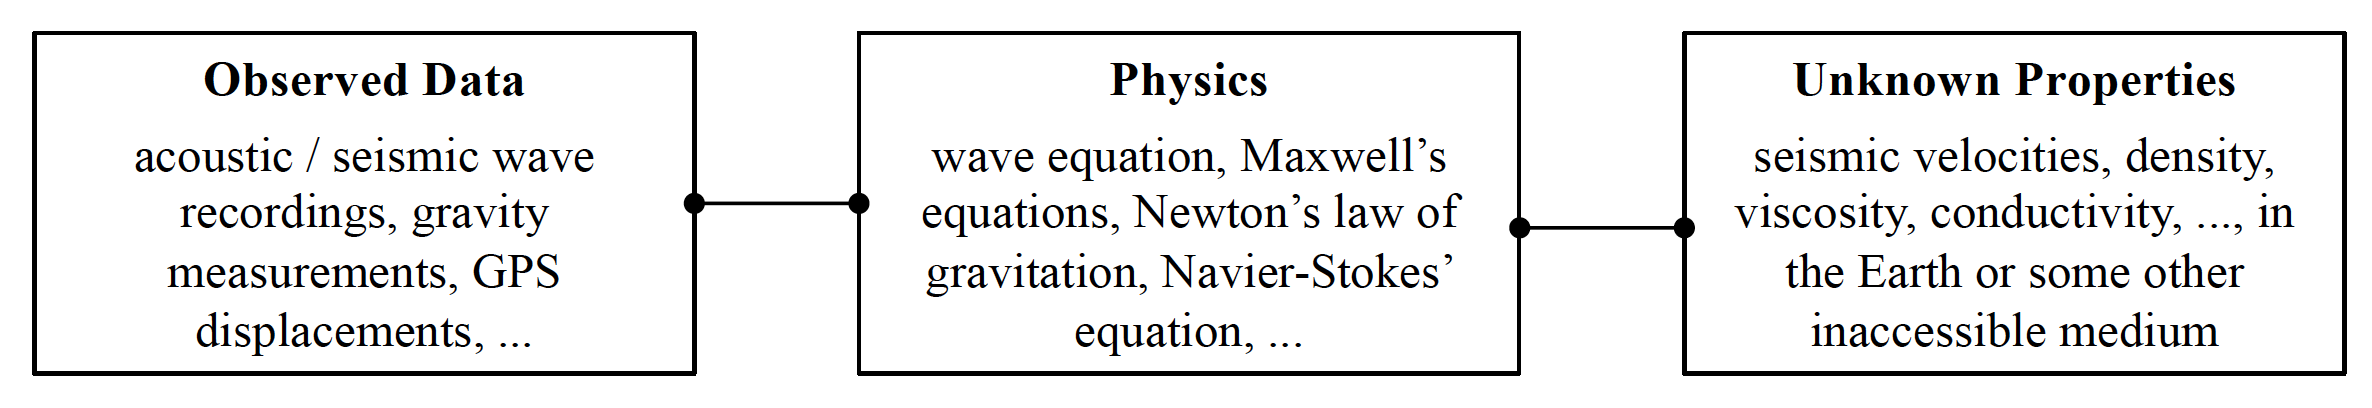 Observed Data
acoustic / seismic wave
recordings, gravity
measurements, GPS
displacements, ...
Physics
wave equation, Maxwell’s
equations, Newton’s law of
gravitation, Navier-Stokes’
equation, ...
Unknown Properties
seismic velocities, density,
viscosity, conductivity, ..., in
the Earth or some other
inaccessible medium